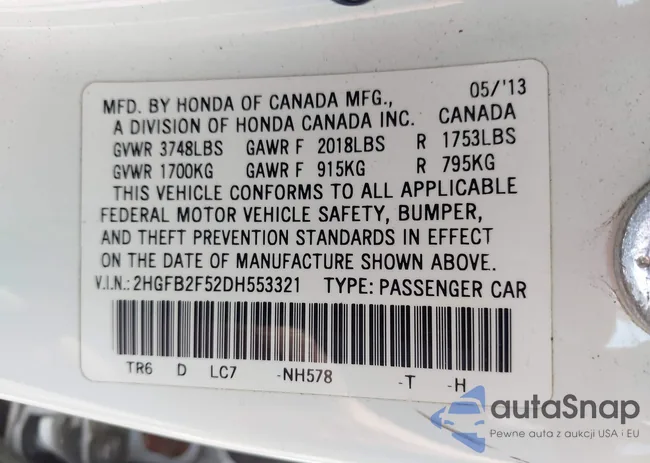 05/'13
MFD. BY HONDA OF CANADA MFG.,
A DIVISION OF HONDA CANADA INC. CANADA
GVWR 3748LBS GAWR F 2018LBS R 1753LBS
GVWR 1700KG GAWR F 915KG R 795KG
THIS VEHICLE CONFORMS TO ALL APPLICABLE
FEDERAL MOTOR VEHICLE SAFETY, BUMPER,
AND THEFT PREVENTION STANDARDS IN EFFECT
ON THE DATE OF MANUFACTURE SHOWN ABOVE.
V.I.N.: 2HGFB2F52DH553321 TYPE: PASSENGER CAR
TR6 D LC7 -NH578 -T -H
autaSnap
Pewne auta z aukcji USA i EU